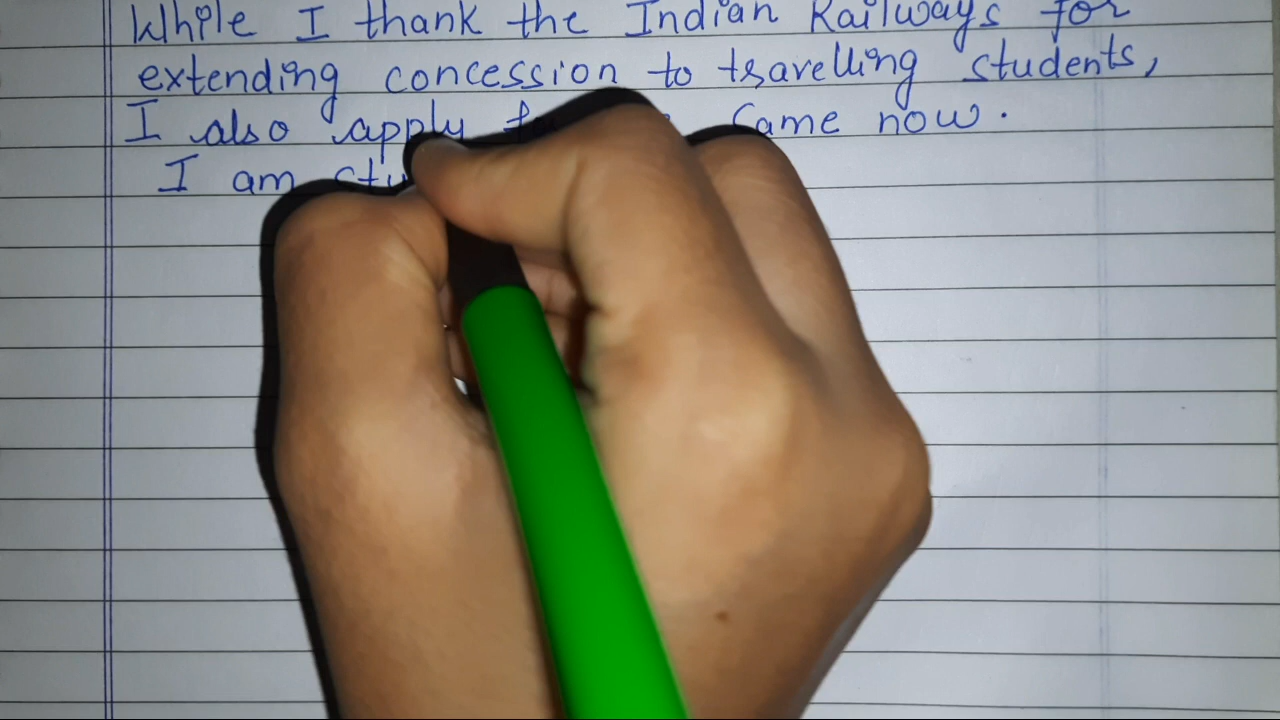 While I thank the Indian Railways for
extending concession to travelling students,
I also apply same now.
I am